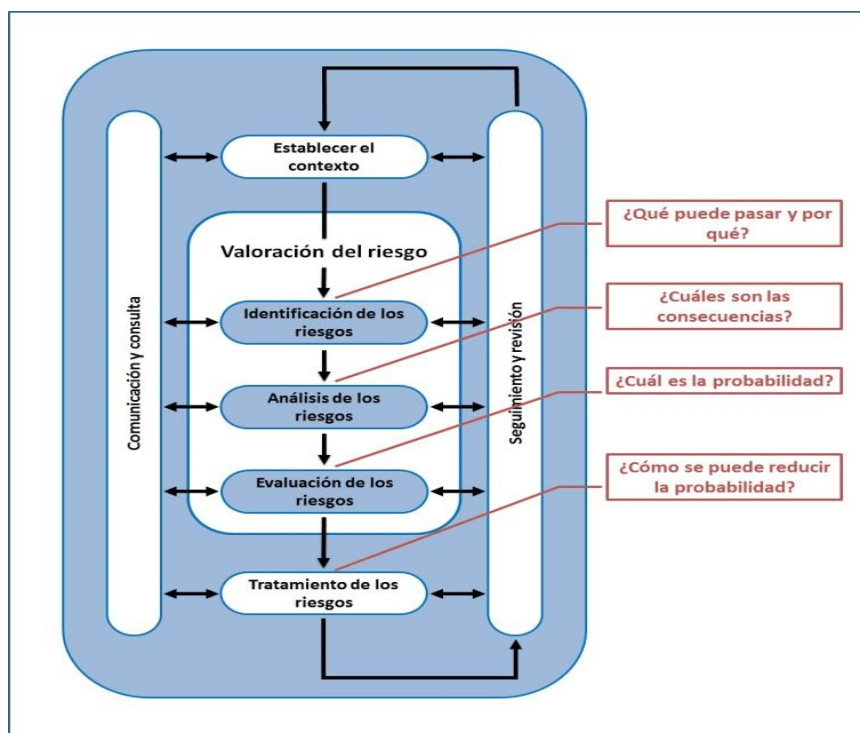 Establecer el
contexto
Valoración del riesgo
Identificación de los
riesgos
Análisis de los
riesgos
Evaluación de los
riesgos
Tratamiento de los
riesgos
Comunicación y consulta
Seguimiento y revisión
¿Qué puede pasar y por
qué?
¿Cuáles son las
consecuencias?
¿Cuál es la probabilidad?
¿Cómo se puede reducir
la probabilidad?